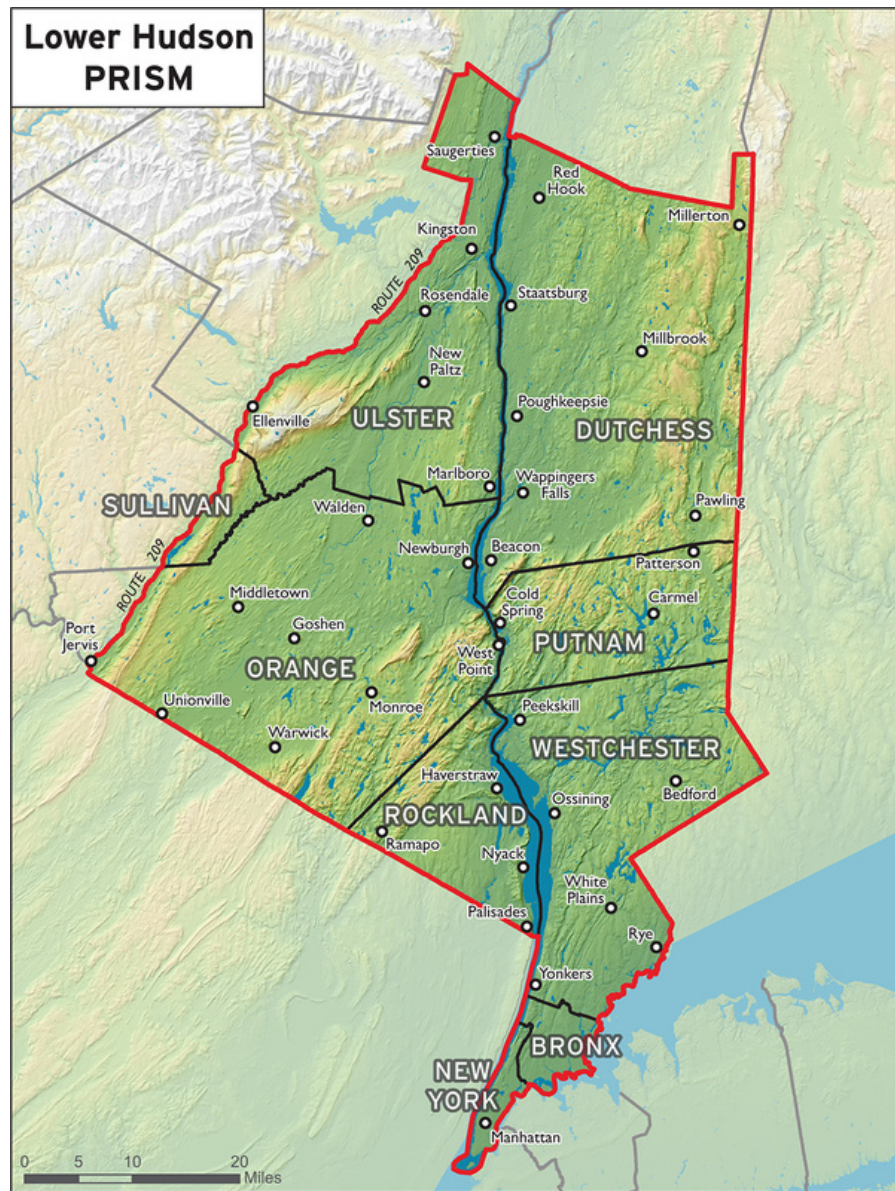 Lower Hudson
PRISM
Saugerties
Red
Hook
Millerton
Kingston
ROUTE 209
Rosendale
Staatsburg
Millbrook
New
Paltz
Ellenville
ULSTER
Poughkeepsie
DUTCHESS
Marlboro
Wappingers
Falls
SULLIVAN
Walden
Pawling
Newburgh
Beacon
Patterson
ROUTE 209
Middletown
Cold
Spring
Carmel
Port
Jervis
Goshen
West
Point
PUTNAM
ORANGE
Unionville
Monroe
Peekskill
Warwick
WESTCHESTER
Haverstraw
Bedford
ROCKLAND
Ossining
Ramapo
Nyack
White
Plains
Palisades
Rye
Yonkers
BRONX
NEW
YORK
Manhattan
0 5 10 20
Miles